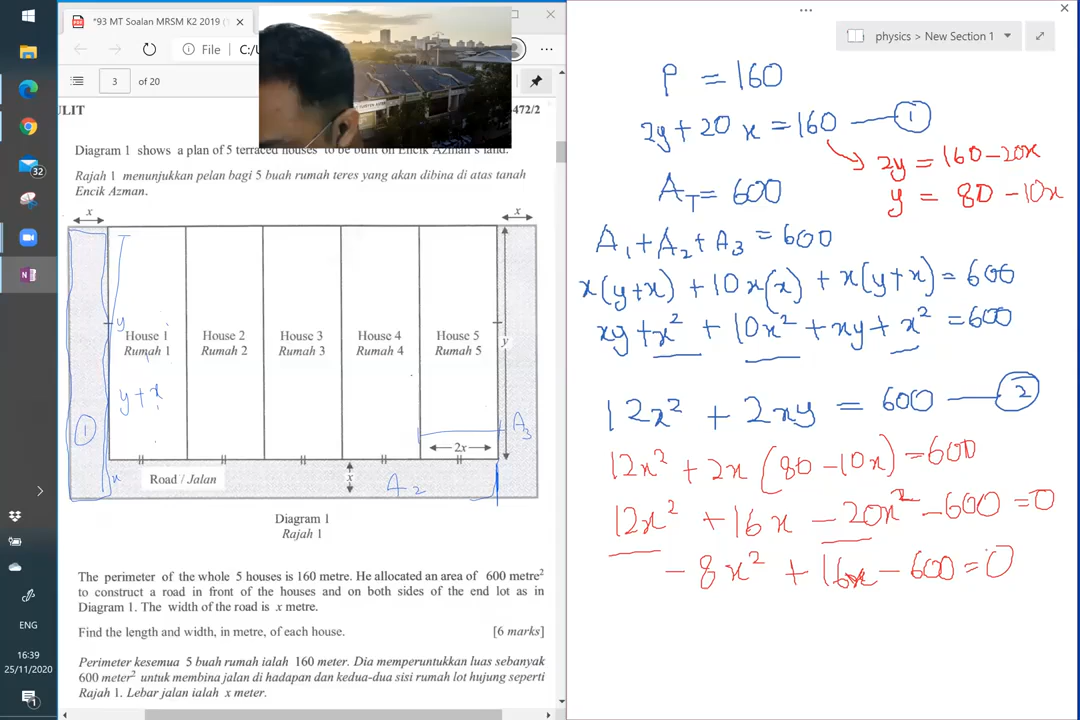 *93 MT Soalan MRSM K2 2019 (
File
C:/
3 of 20
physics > New Section 1
ULIT
472/2
Diagram 1 shows a plan of 5 terraced houses to be built on Encik Azman's land.
Rajah 1 menunjukkan pelan bagi 5 buah rumah teres yang akan dibina di atas tanah
Encik Azman.
x
x
y
House 1
Rumah 1
House 2
Rumah 2
House 3
Rumah 3
House 4
Rumah 4
House 5
Rumah 5
y
y + x
1
A3
2x
x
Road / Jalan
x
A2
Diagram 1
Rajah 1
The perimeter of the whole 5 houses is 160 metre. He allocated an area of 600 metre²
to construct a road in front of the houses and on both sides of the end lot as in
Diagram 1. The width of the road is x metre.
Find the length and width, in metre, of each house. [6 marks]
Perimeter kesemua 5 buah rumah ialah 160 meter. Dia memperuntukkan luas sebanyak
600 meter² untuk membina jalan di hadapan dan kedua-dua sisi rumah lot hujung seperti
Rajah 1. Lebar jalan ialah x meter.
P = 160
2y + 20x = 160 — 1
2y = 160 - 20x
y = 80 - 10x
AT = 600
A1 + A2 + A3 = 600
x(y+x) + 10x(x) + x(y+x) = 600
xy + x² + 10x² + xy + x² = 600
12x² + 2xy = 600 — 2
12x² + 2x (80 - 10x) = 600
12x² + 16x - 20x² - 600 = 0
- 8x² + 16x - 600 = 0
32
ENG
16:39
25/11/2020
1